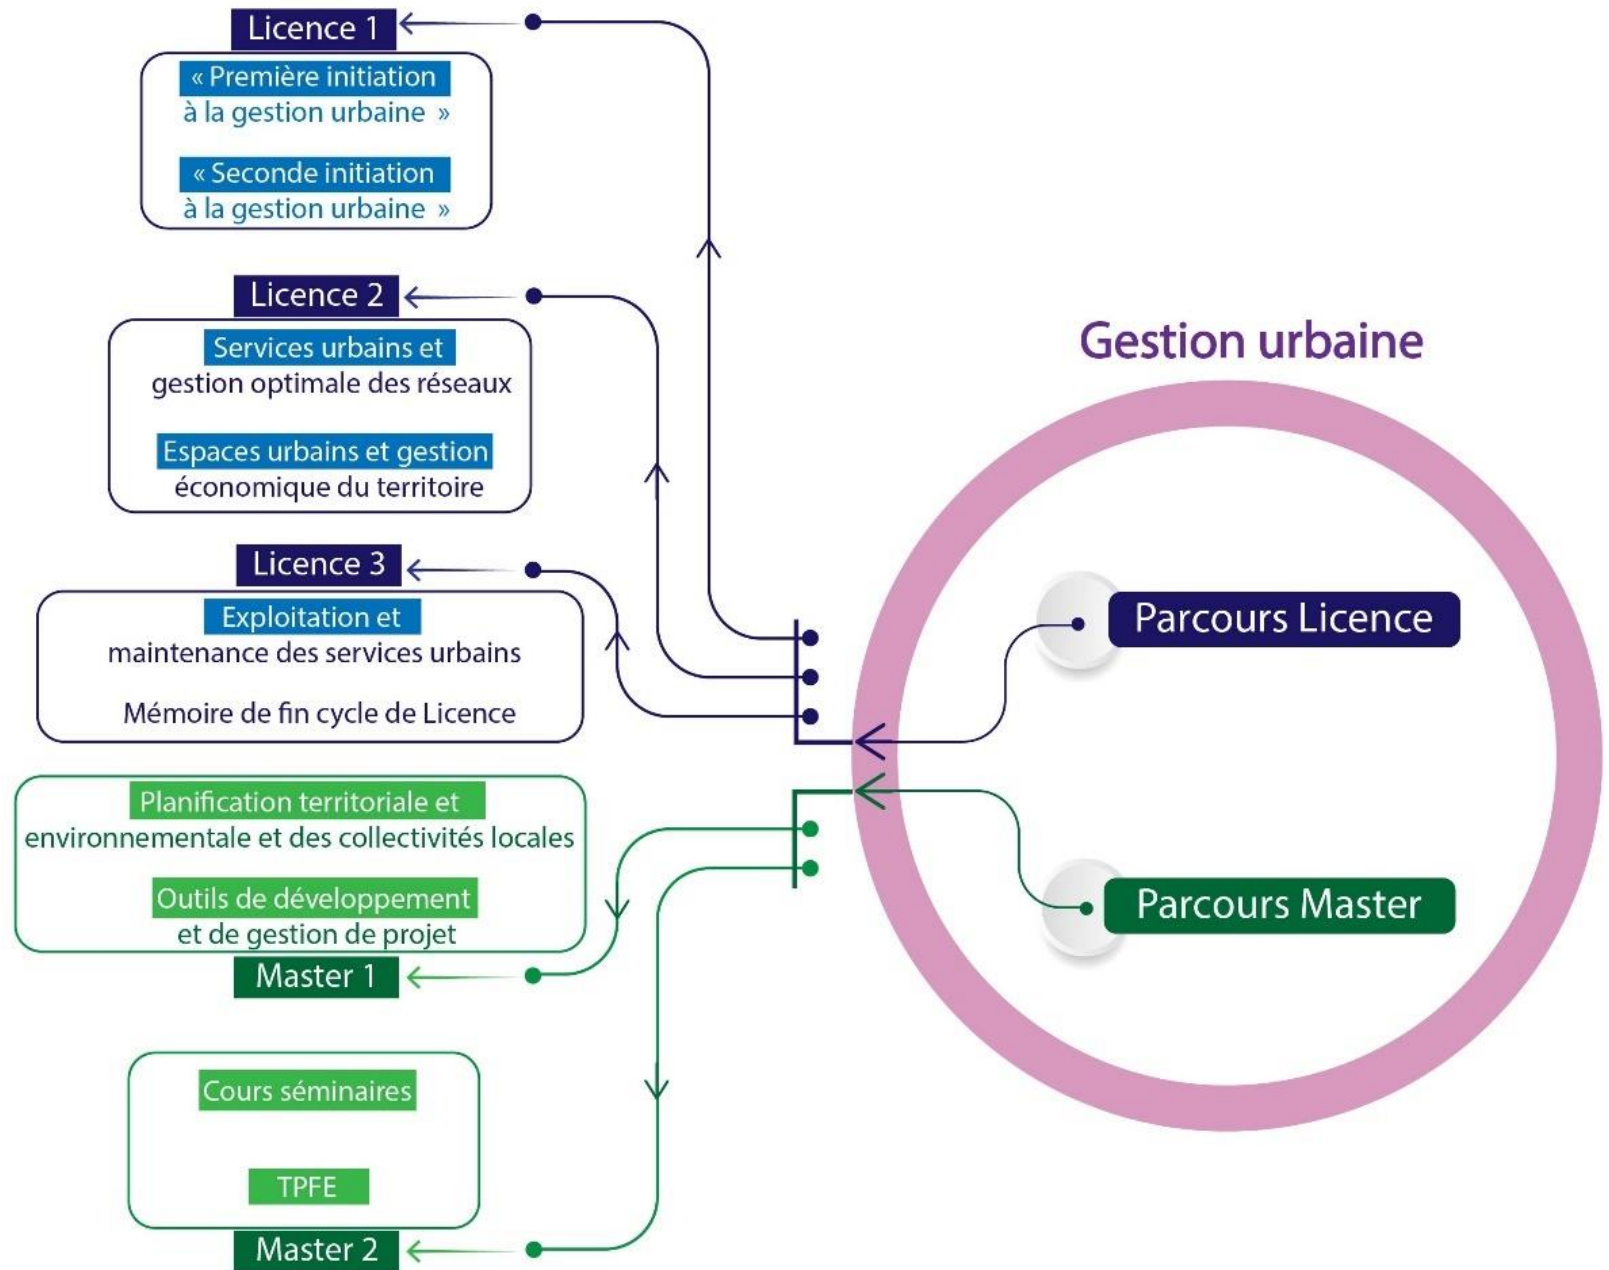 Licence 1
« Première initiation
à la gestion urbaine »
« Seconde initiation
à la gestion urbaine »
Licence 2
Services urbains et
gestion optimale des réseaux
Espaces urbains et gestion
économique du territoire
Licence 3
Exploitation et
maintenance des services urbains
Mémoire de fin cycle de Licence
Planification territoriale et
environnementale et des collectivités locales
Outils de développement
et de gestion de projet
Master 1
Cours séminaires
TPFE
Master 2
Gestion urbaine
Parcours Licence
Parcours Master